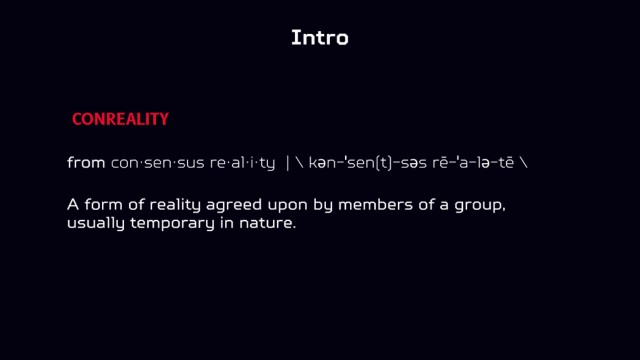 Intro
CONREALITY
from con·sen·sus re·al·i·ty | \ kən-ˈsen(t)-səs rē-ˈa-lə-tē \
A form of reality agreed upon by members of a group,
usually temporary in nature.